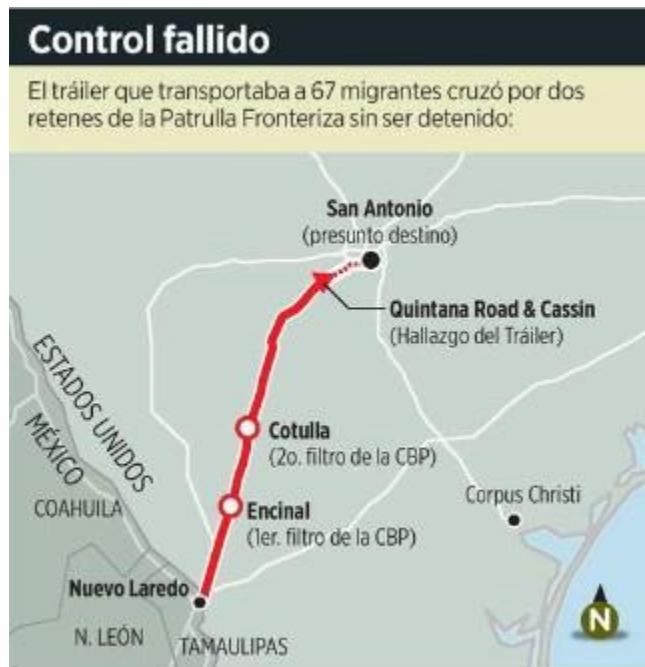 Control fallido
El tráiler que transportaba a 67 migrantes cruzó por dos
retenes de la Patrulla Fronteriza sin ser detenido:
San Antonio
(presunto destino)
Quintana Road & Cassin
(Hallazgo del Tráiler)
ESTADOS UNIDOS
MÉXICO
COAHUILA
Cotulla
(2o. filtro de la CBP)
Encinal
(1er. filtro de la CBP)
Corpus Christi
Nuevo Laredo
N. LEÓN
TAMAULIPAS
N